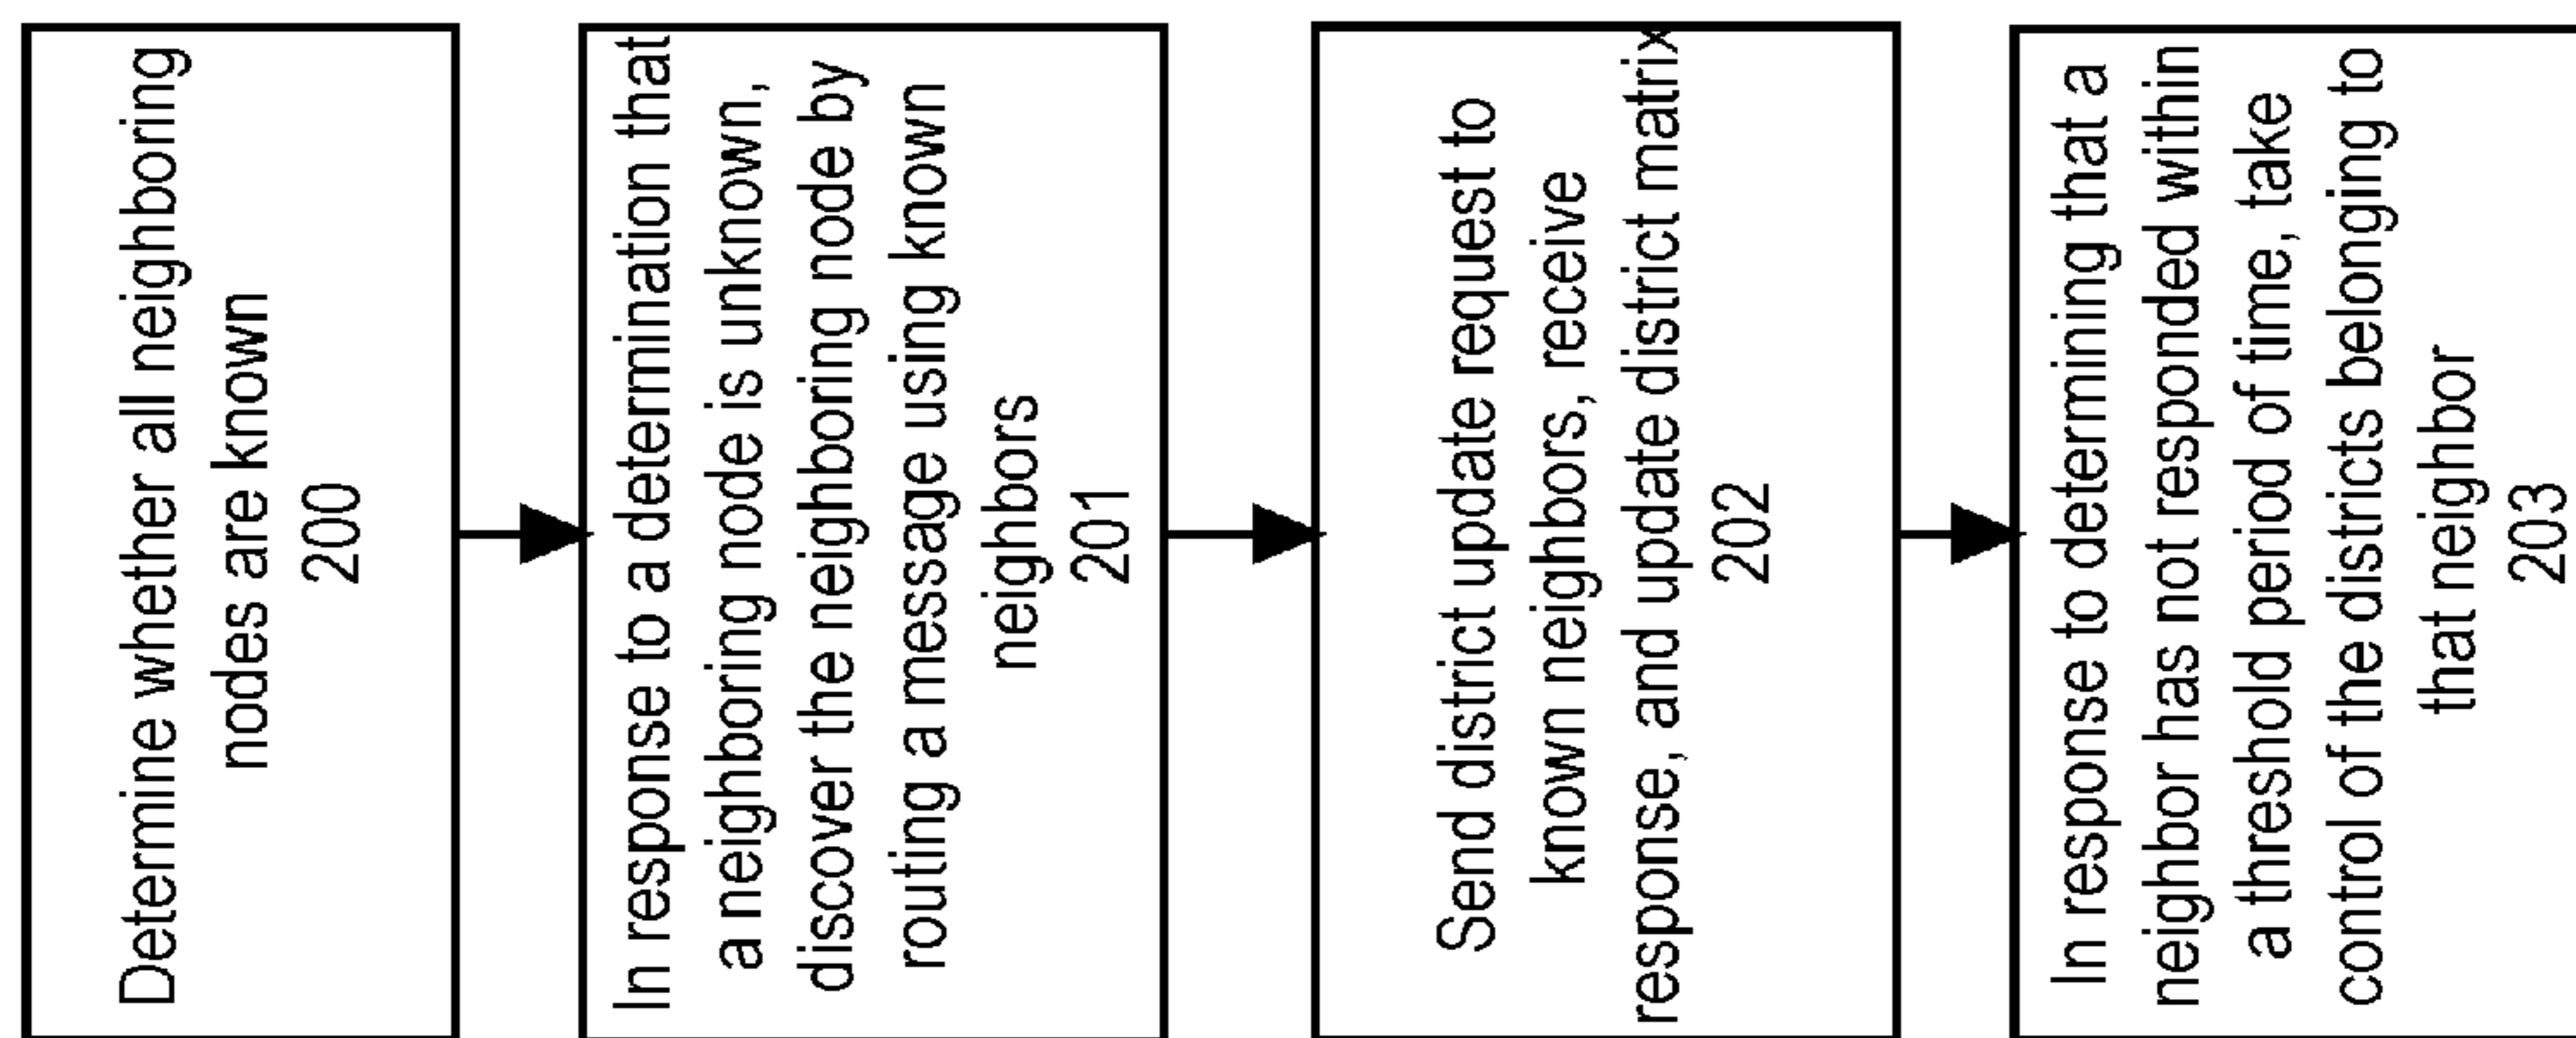 Determine whether all neighboring
nodes are known
200
In response to a determination that
a neighboring node is unknown,
discover the neighboring node by
routing a message using known
neighbors
201
Send district update request to
known neighbors, receive
response, and update district matrix
202
In response to determining that a
neighbor has not responded within
a threshold period of time, take
control of the districts belonging to
that neighbor
203